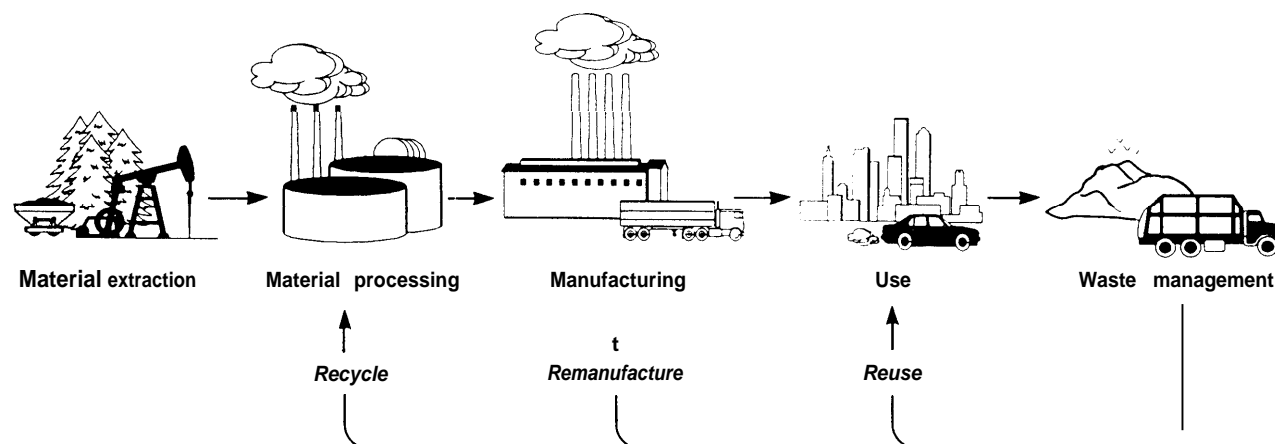 Material extraction
Material processing
Manufacturing
Use
Waste management
t
Recycle
Remanufacture
Reuse